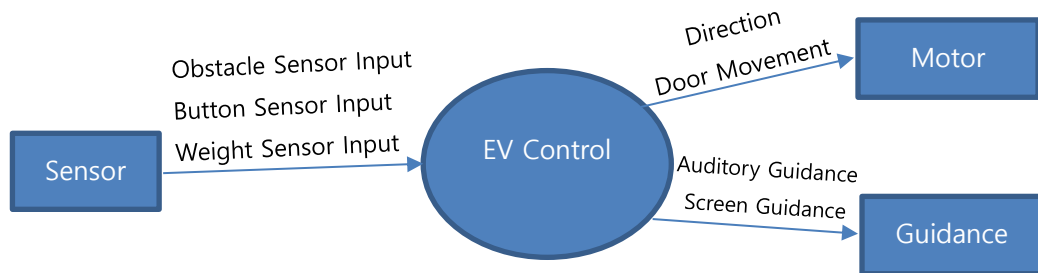 Obstacle Sensor Input
Button Sensor Input
Weight Sensor Input
Sensor
EV Control
Direction
Door Movement
Motor
Auditory Guidance
Screen Guidance
Guidance